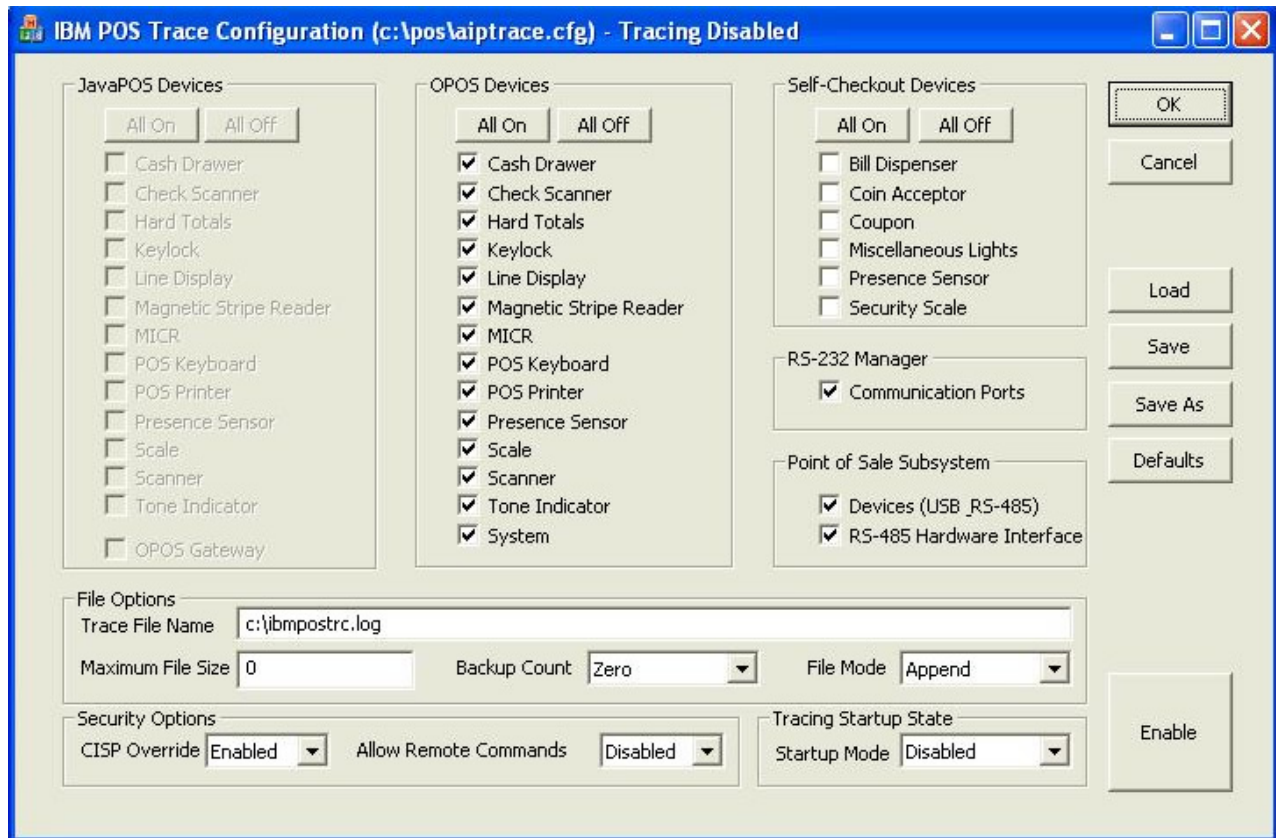 IBM POS Trace Configuration (c:\pos\aiptrace.cfg) - Tracing Disabled
JavaPOS Devices
All On All Off
Cash Drawer
Check Scanner
Hard Totals
Keylock
Line Display
Magnetic Stripe Reader
MICR
POS Keyboard
POS Printer
Presence Sensor
Scale
Scanner
Tone Indicator
OPOS Gateway
OPOS Devices
All On All Off
Cash Drawer
Check Scanner
Hard Totals
Keylock
Line Display
Magnetic Stripe Reader
MICR
POS Keyboard
POS Printer
Presence Sensor
Scale
Scanner
Tone Indicator
System
Self-Checkout Devices
All On All Off
Bill Dispenser
Coin Acceptor
Coupon
Miscellaneous Lights
Presence Sensor
Security Scale
RS-232 Manager
Communication Ports
Point of Sale Subsystem
Devices (USB_RS-485)
RS-485 Hardware Interface
OK
Cancel
Load
Save
Save As
Defaults
File Options
Trace File Name c:\ibmpostrc.log
Maximum File Size 0 Backup Count Zero File Mode Append
Security Options
CISP Override Enabled Allow Remote Commands Disabled
Tracing Startup State
Startup Mode Disabled
Enable